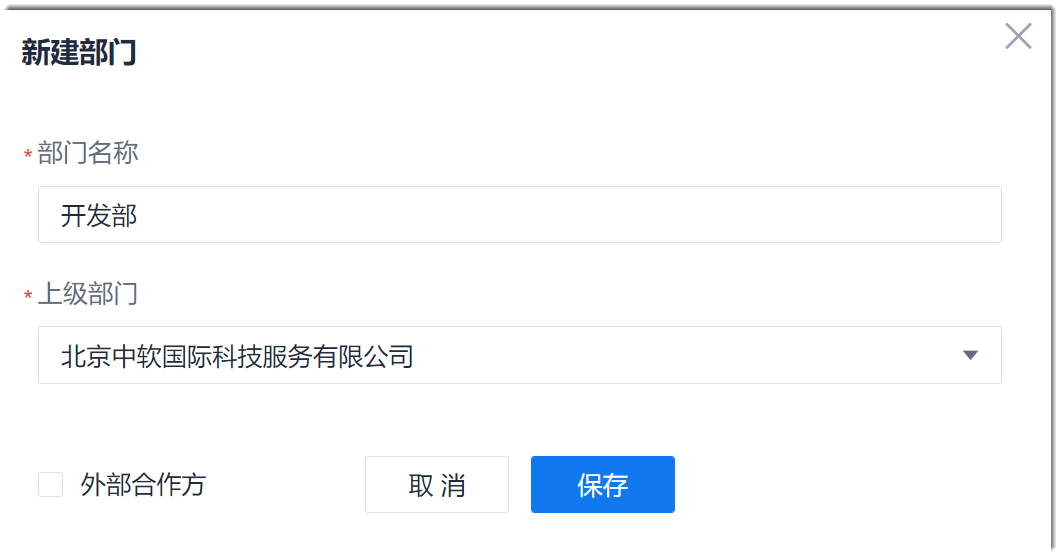 新建部门
* 部门名称
开发部
* 上级部门
北京中软国际科技服务有限公司
外部合作方 取 消 保存